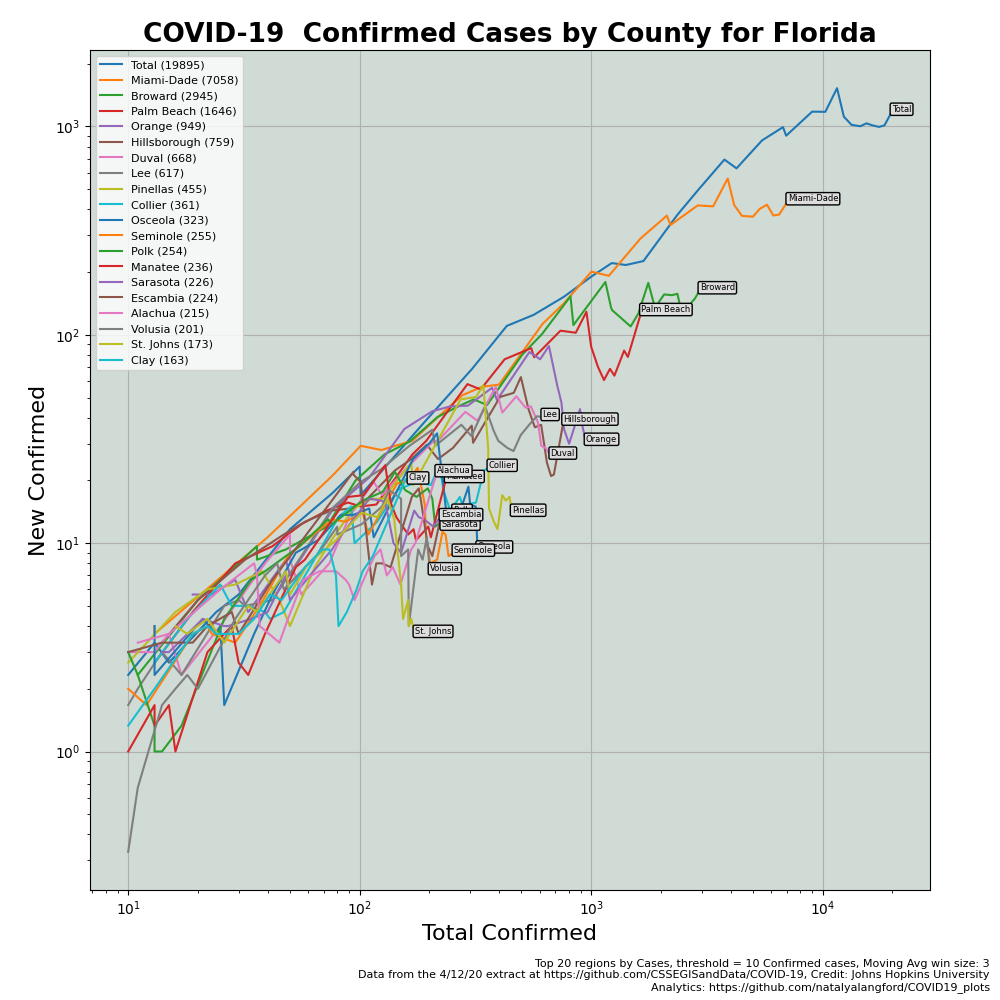 COVID-19  Confirmed Cases by County for Florida
Total (19895)
Miami-Dade (7058)
Broward (2945)
Palm Beach (1646)
Orange (949)
Hillsborough (759)
Duval (668)
Lee (617)
Pinellas (455)
Collier (361)
Osceola (323)
Seminole (255)
Polk (254)
Manatee (236)
Sarasota (226)
Escambia (224)
Alachua (215)
Volusia (201)
St. Johns (173)
Clay (163)
Total
Miami-Dade
Broward
Palm Beach
Lee
Hillsborough
Orange
Duval
Collier
Alachua
Clay
Pinellas
Escambia
Sarasota
Seminole
Volusia
St. Johns
New Confirmed
10³
10²
10¹
10⁰
10¹
10²
10³
10⁴
Total Confirmed
Top 20 regions by Cases, threshold = 10 Confirmed cases, Moving Avg win size: 3
Data from the 4/12/20 extract at https://github.com/CSSEGISandData/COVID-19, Credit: Johns Hopkins University
Analytics: https://github.com/natalyalangford/COVID19_plots